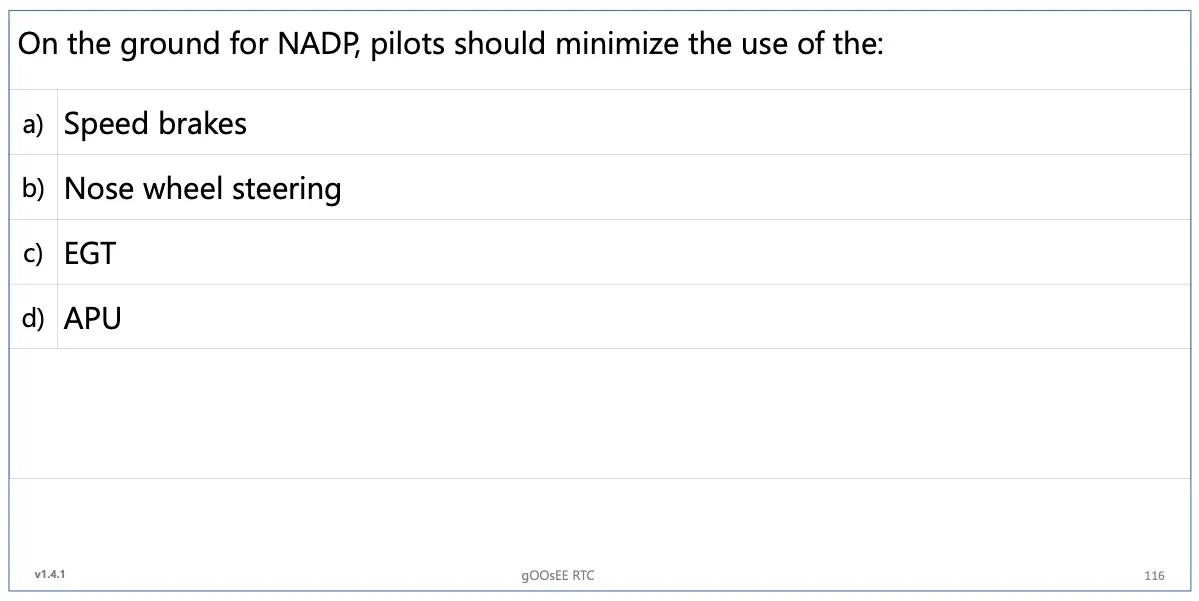 On the ground for NADP, pilots should minimize the use of the:
a) Speed brakes
b) Nose wheel steering
c) EGT
d) APU
v1.4.1 gOOsEE RTC 116